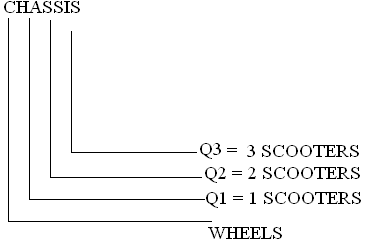 CHASSIS
Q3 = 3 SCOOTERS
Q2 = 2 SCOOTERS
Q1 = 1 SCOOTERS
WHEELS